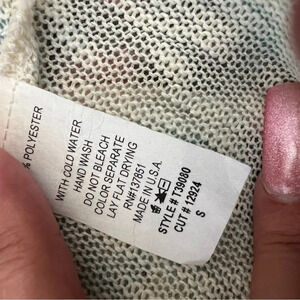 % POLYESTER
WITH COLD WATER
HAND WASH
DO NOT BLEACH
COLOR SEPARATE
LAY FLAT DRYING
RN#137851
MADE IN U.S.A.
STYLE # T39080
CUT # 12924
S